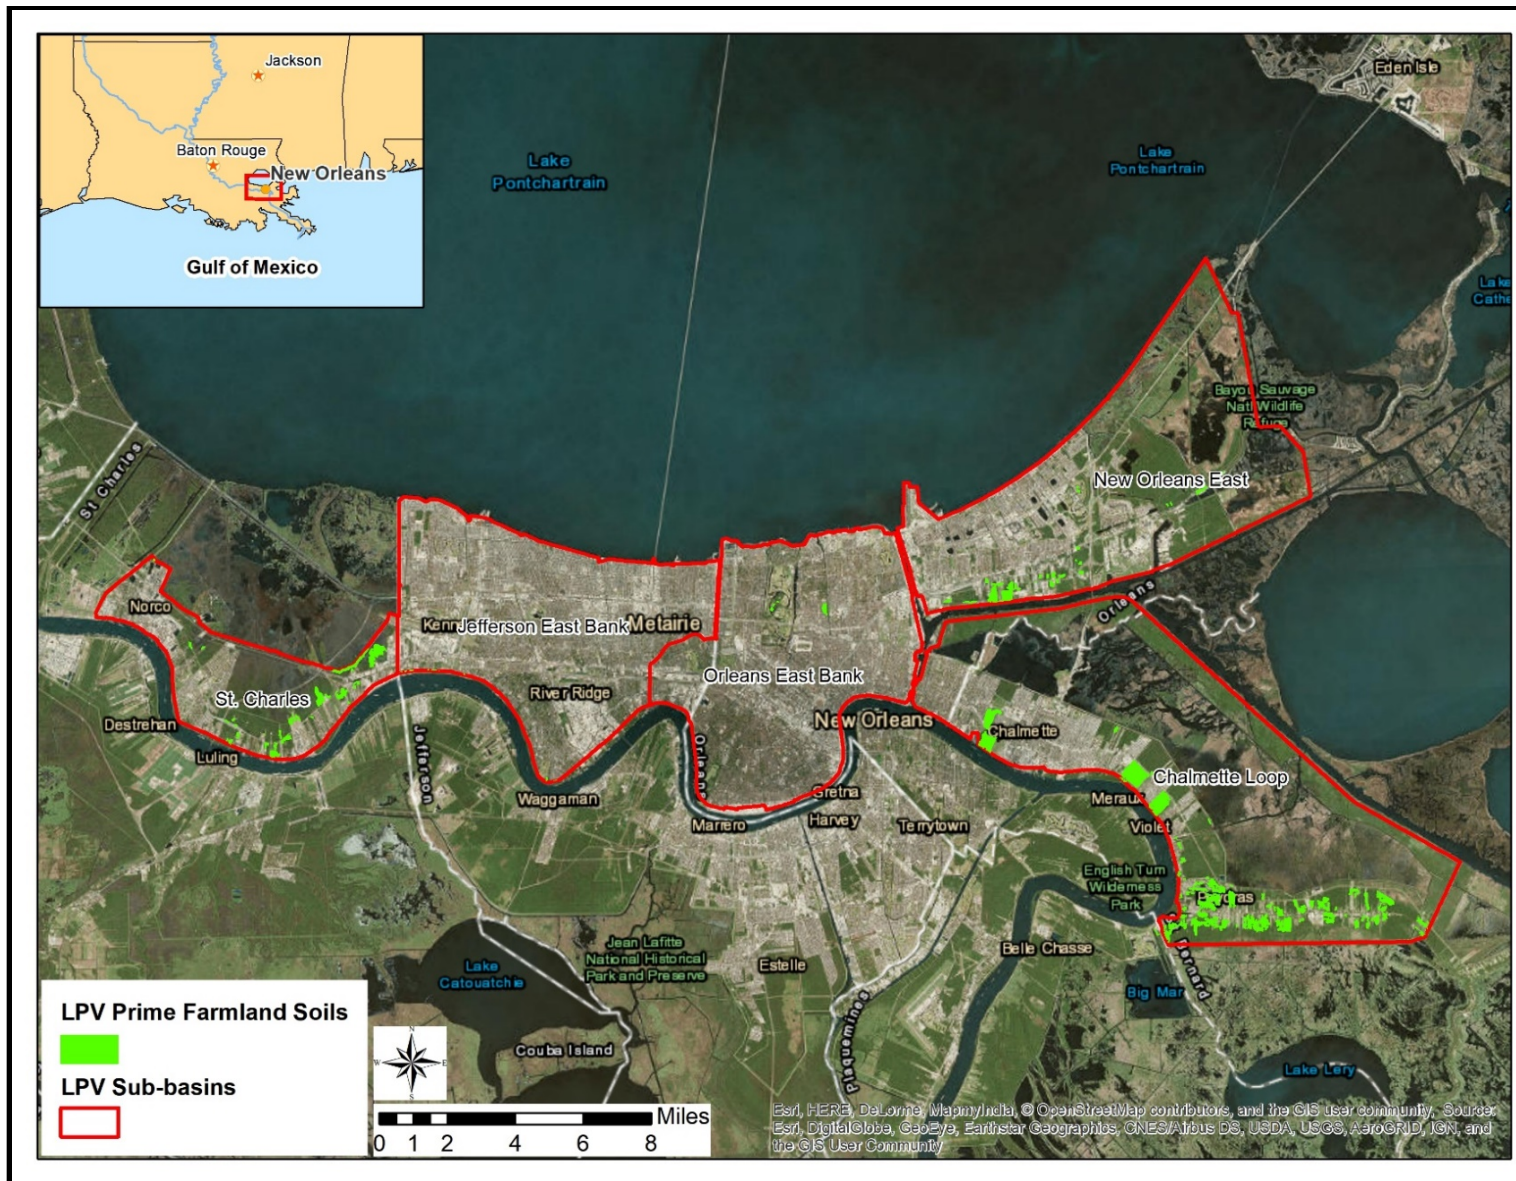 Jackson
Baton Rouge
New Orleans
Gulf of Mexico
Eden Isle
Lake
Pontchartrain
Lake
Pontchartrain
Lake
Cathe
St Charles
Bayou Sauvage
Natl Wildlife
Refuge
New Orleans East
Orleans
Norco
Kenn
Jefferson East Bank
Metairie
St. Charles
Orleans East Bank
River Ridge
Destrehan
New Orleans
Chalmette
Luling
Jefferson
Orleans
Chalmette Loop
Waggaman
Gretna
Meraux
Marrero
Harvey
Terrytown
Violet
English Turn
Wilderness
Park
Jean Lafitte
National Historical
Park and Preserve
Belle Chasse
Bernard
Lake
Catouatchie
Estelle
Big Mar
Plaquemines
Couba Island
Lake Lery
LPV Prime Farmland Soils
LPV Sub-basins
N
W E
S
Miles
0 1 2 4 6 8
Esri, HERE, DeLorme, MapmyIndia, © OpenStreetMap contributors, and the GIS user community, Source:
Esri, DigitalGlobe, GeoEye, Earthstar Geographics, CNES/Airbus DS, USDA, USGS, AeroGRID, IGN, and
the GIS User Community